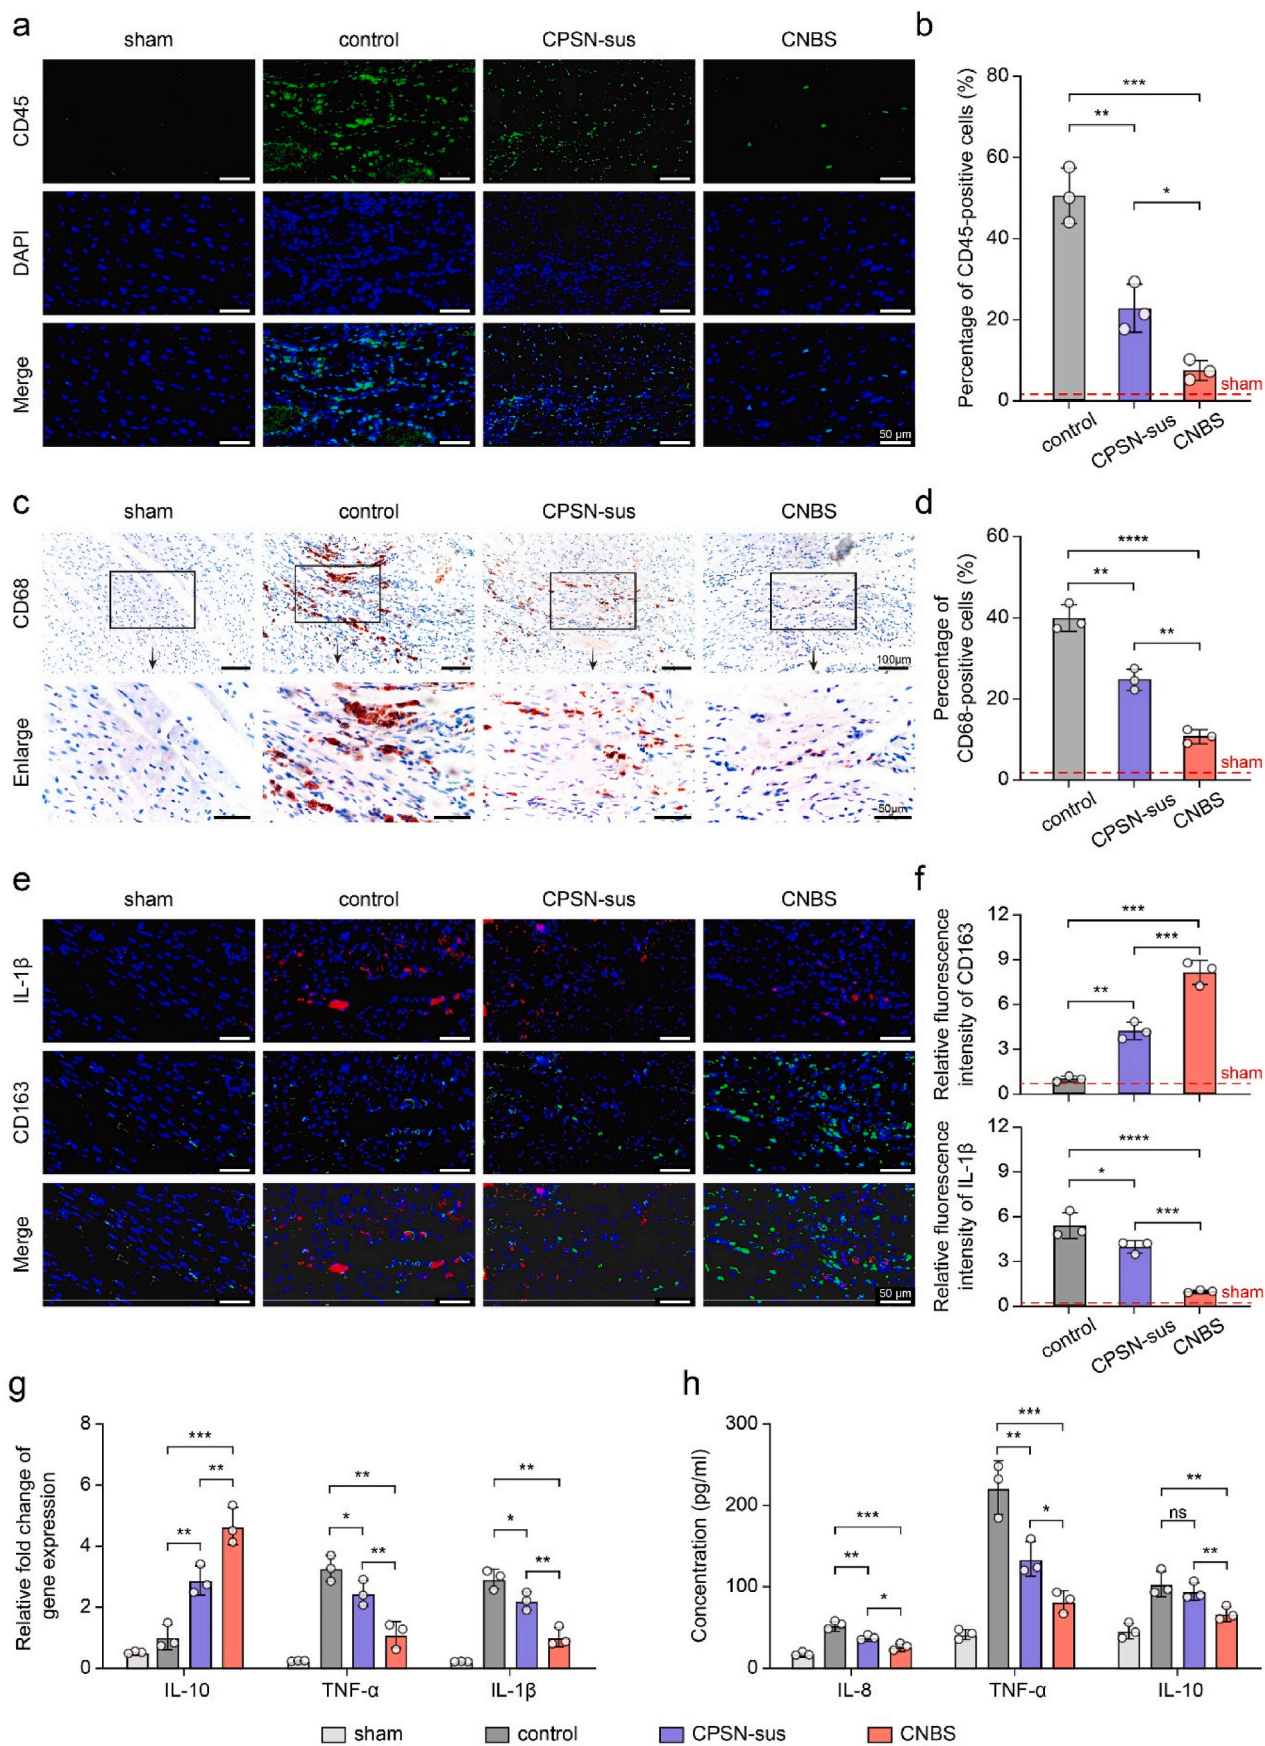 a
sham control CPSN-sus CNBS
CD45
DAPI
Merge
50 μm
b
Percentage of CD45-positive cells (%)
80
60
40
20
0
***
**
*
sham
control CPSN-sus CNBS
c
sham control CPSN-sus CNBS
CD68
100μm
Enlarge
50μm
d
Percentage of
CD68-positive cells (%)
60
40
20
0
****
**
**
sham
control CPSN-sus CNBS
e
sham control CPSN-sus CNBS
IL-1β
CD163
Merge
50 μm
f
Relative fluorescence
intensity of CD163
12
9
6
3
0
***
***
**
sham
Relative fluorescence
intensity of IL-1β
12
9
6
3
0
****
*
***
sham
control CPSN-sus CNBS
g
Relative fold change of
gene expression
8
6
4
2
0
***
**
**
**
*
**
**
*
**
IL-10 TNF-α IL-1β
h
Concentration (pg/ml)
300
200
100
0
***
**
*
***
**
*
**
ns
**
IL-8 TNF-α IL-10
sham control CPSN-sus CNBS